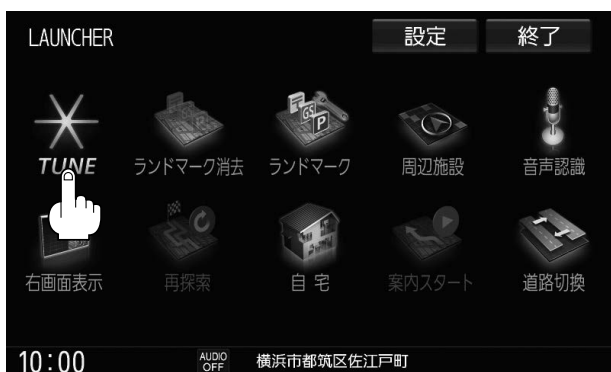 LAUNCHER 設定 終了
TUNE ランドマーク消去 ランドマーク 周辺施設 音声認識
右画面表示 再探索 自宅 案内スタート 道路切換
10:00 AUDIO OFF 横浜市都筑区佐江戸町